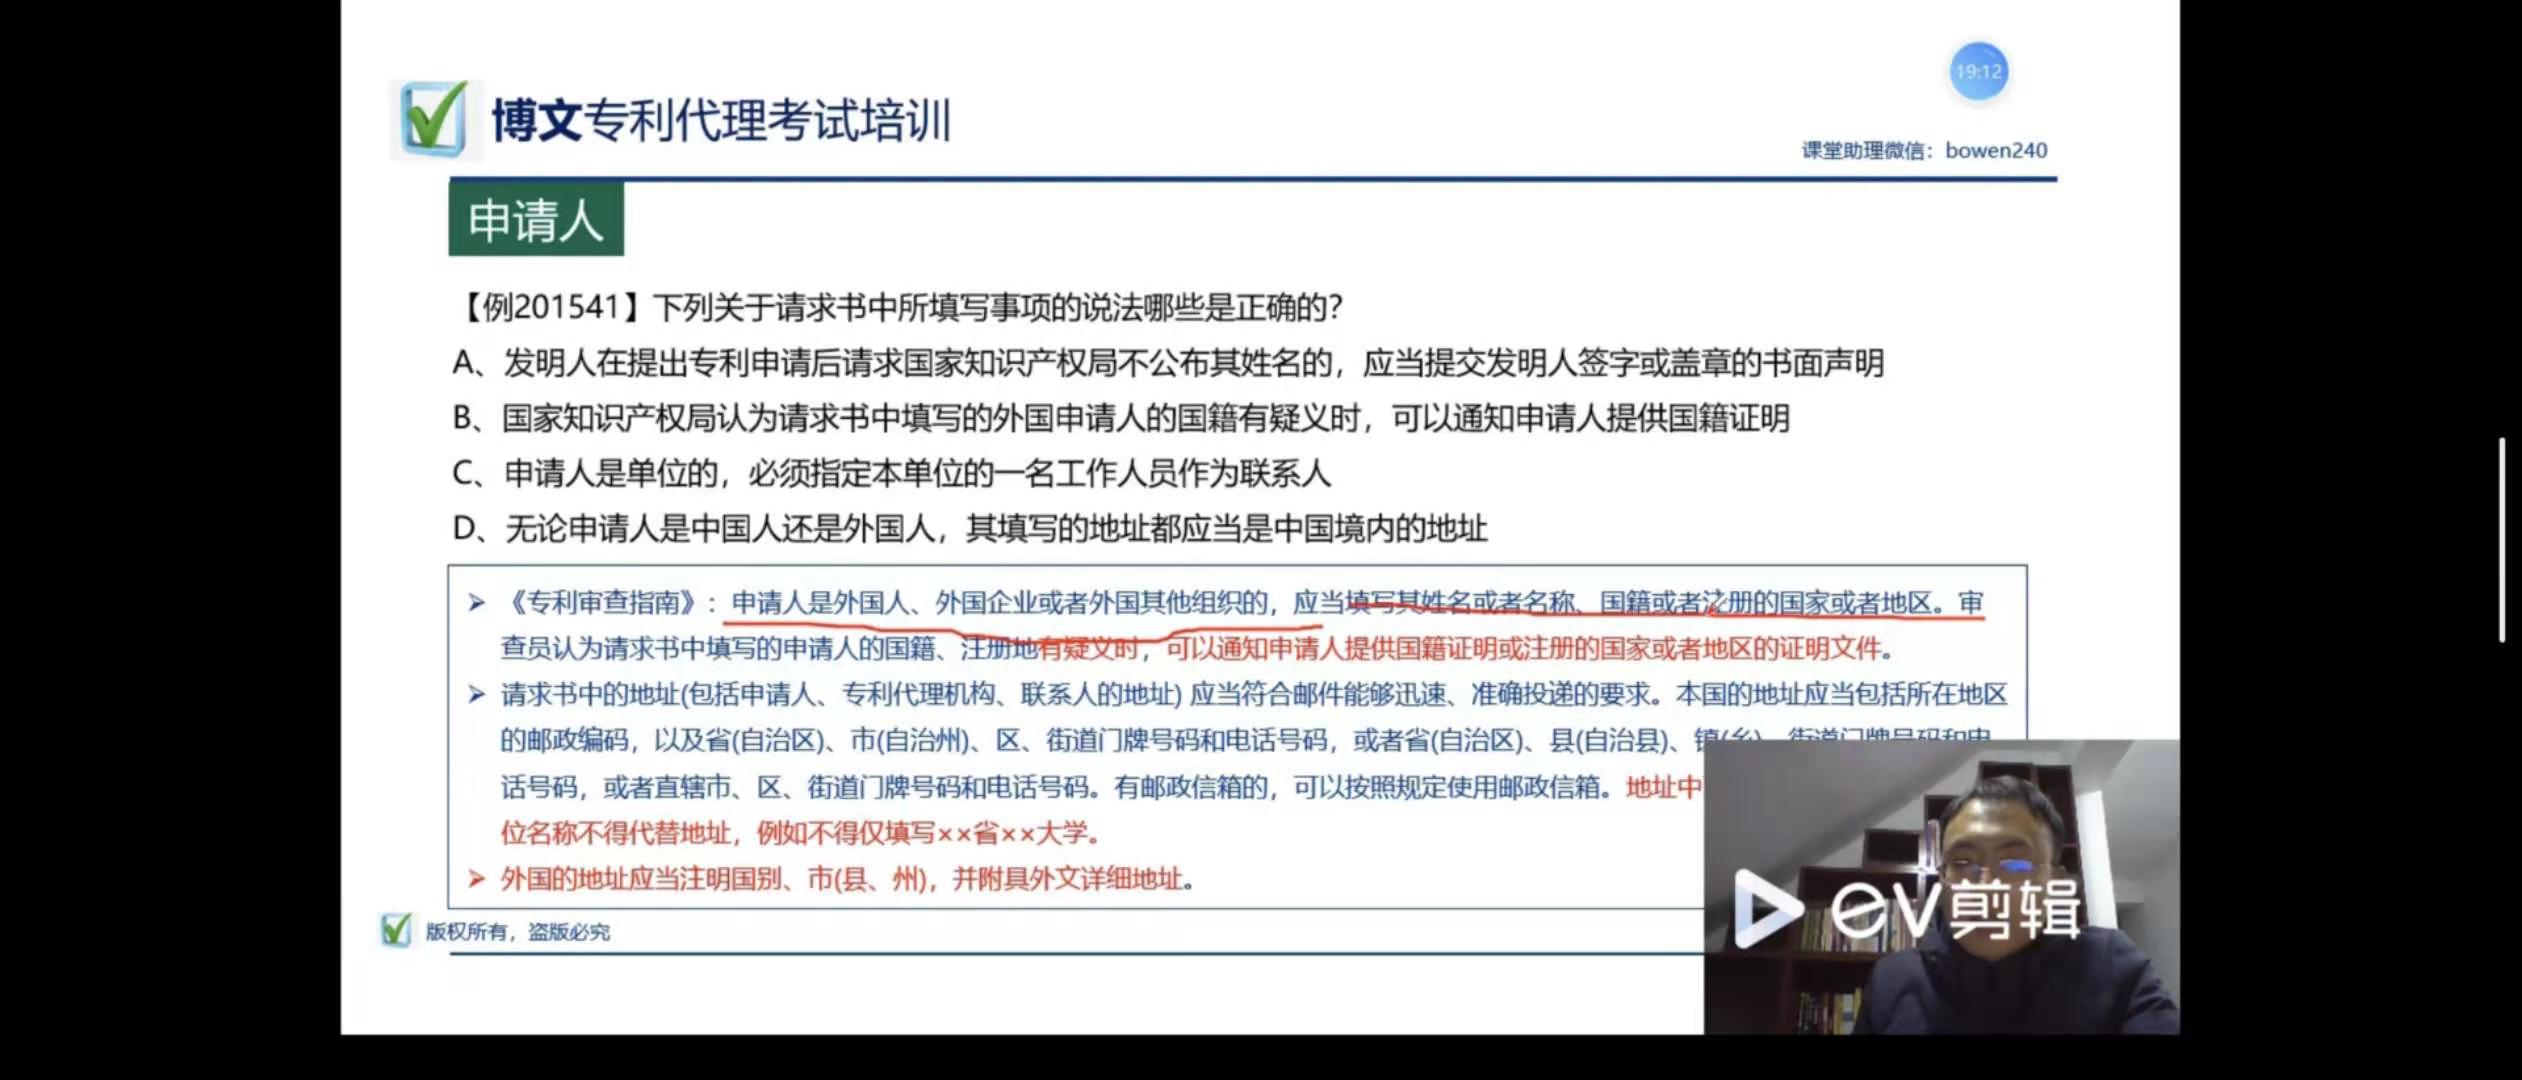 19:12
博文专利代理考试培训
课堂助理微信：bowen240
申请人
【例201541】下列关于请求书中所填写事项的说法哪些是正确的？
A、发明人在提出专利申请后请求国家知识产权局不公布其姓名的，应当提交发明人签字或盖章的书面声明
B、国家知识产权局认为请求书中填写的外国申请人的国籍有疑义时，可以通知申请人提供国籍证明
C、申请人是单位的，必须指定本单位的一名工作人员作为联系人
D、无论申请人是中国人还是外国人，其填写的地址都应当是中国境内的地址
➢ 《专利审查指南》：申请人是外国人、外国企业或者外国其他组织的，应当填写其姓名或者名称、国籍或者注册的国家或者地区。审
查员认为请求书中填写的申请人的国籍、注册地有疑义时，可以通知申请人提供国籍证明或注册的国家或者地区的证明文件。
➢ 请求书中的地址(包括申请人、专利代理机构、联系人的地址) 应当符合邮件能够迅速、准确投递的要求。本国的地址应当包括所在地区
的邮政编码，以及省(自治区)、市(自治州)、区、街道门牌号码和电话号码，或者省(自治区)、县(自治县)、镇(乡)、街道门牌号码和电
话号码，或者直辖市、区、街道门牌号码和电话号码。有邮政信箱的，可以按照规定使用邮政信箱。地址中
位名称不得代替地址，例如不得仅填写××省××大学。
➢ 外国的地址应当注明国别、市(县、州)，并附具外文详细地址。
版权所有，盗版必究
eV剪辑